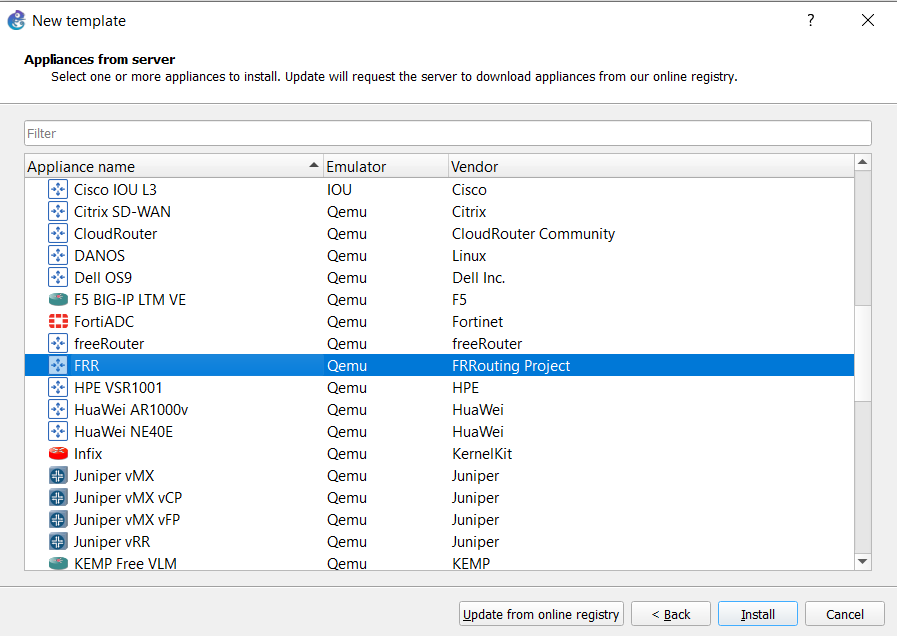 New template
?
Appliances from server
Select one or more appliances to install. Update will request the server to download appliances from our online registry.
Filter
Appliance name Emulator Vendor
Cisco IOU L3 IOU Cisco
Citrix SD-WAN Qemu Citrix
CloudRouter Qemu CloudRouter Community
DANOS Qemu Linux
Dell OS9 Qemu Dell Inc.
F5 BIG-IP LTM VE Qemu F5
FortiADC Qemu Fortinet
freeRouter Qemu freeRouter
FRR Qemu FRRouting Project
HPE VSR1001 Qemu HPE
HuaWei AR1000v Qemu HuaWei
HuaWei NE40E Qemu HuaWei
Infix Qemu KernelKit
Juniper vMX Qemu Juniper
Juniper vMX vCP Qemu Juniper
Juniper vMX vFP Qemu Juniper
Juniper vRR Qemu Juniper
KEMP Free VLM Qemu KEMP
Update from online registry < Back Install Cancel